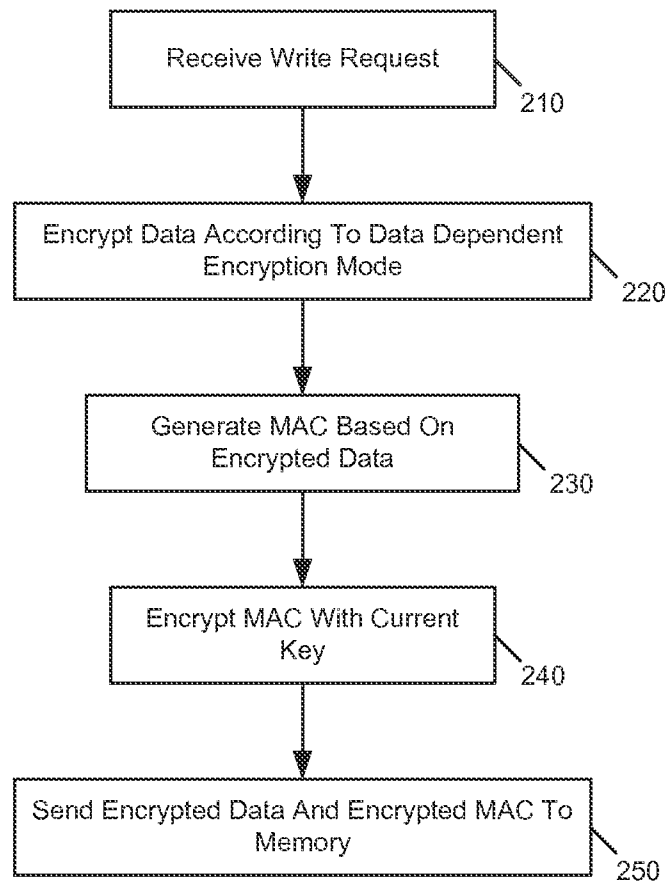 Receive Write Request
210
Encrypt Data According To Data Dependent
Encryption Mode
220
Generate MAC Based On
Encrypted Data
230
Encrypt MAC With Current
Key
240
Send Encrypted Data And Encrypted MAC To
Memory
250